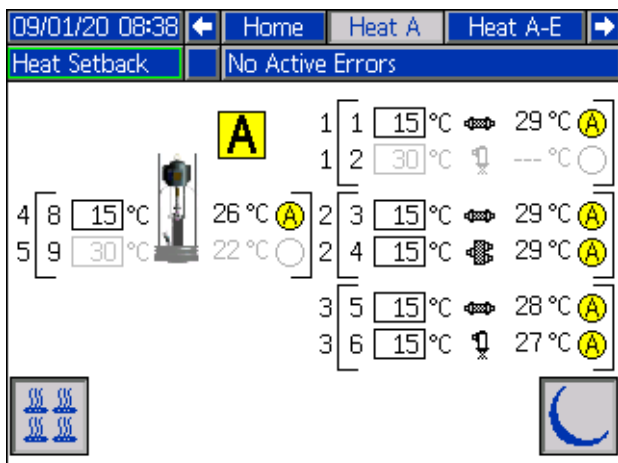 09/01/20 08:38 Home Heat A Heat A-E
Heat Setback No Active Errors
A
1 1 15 °C 29 °C A
1 2 30 °C --- °C
4 8 15 °C 26 °C A
5 9 30 °C 22 °C
2 3 15 °C 29 °C A
2 4 15 °C 29 °C A
3 5 15 °C 28 °C A
3 6 15 °C 27 °C A